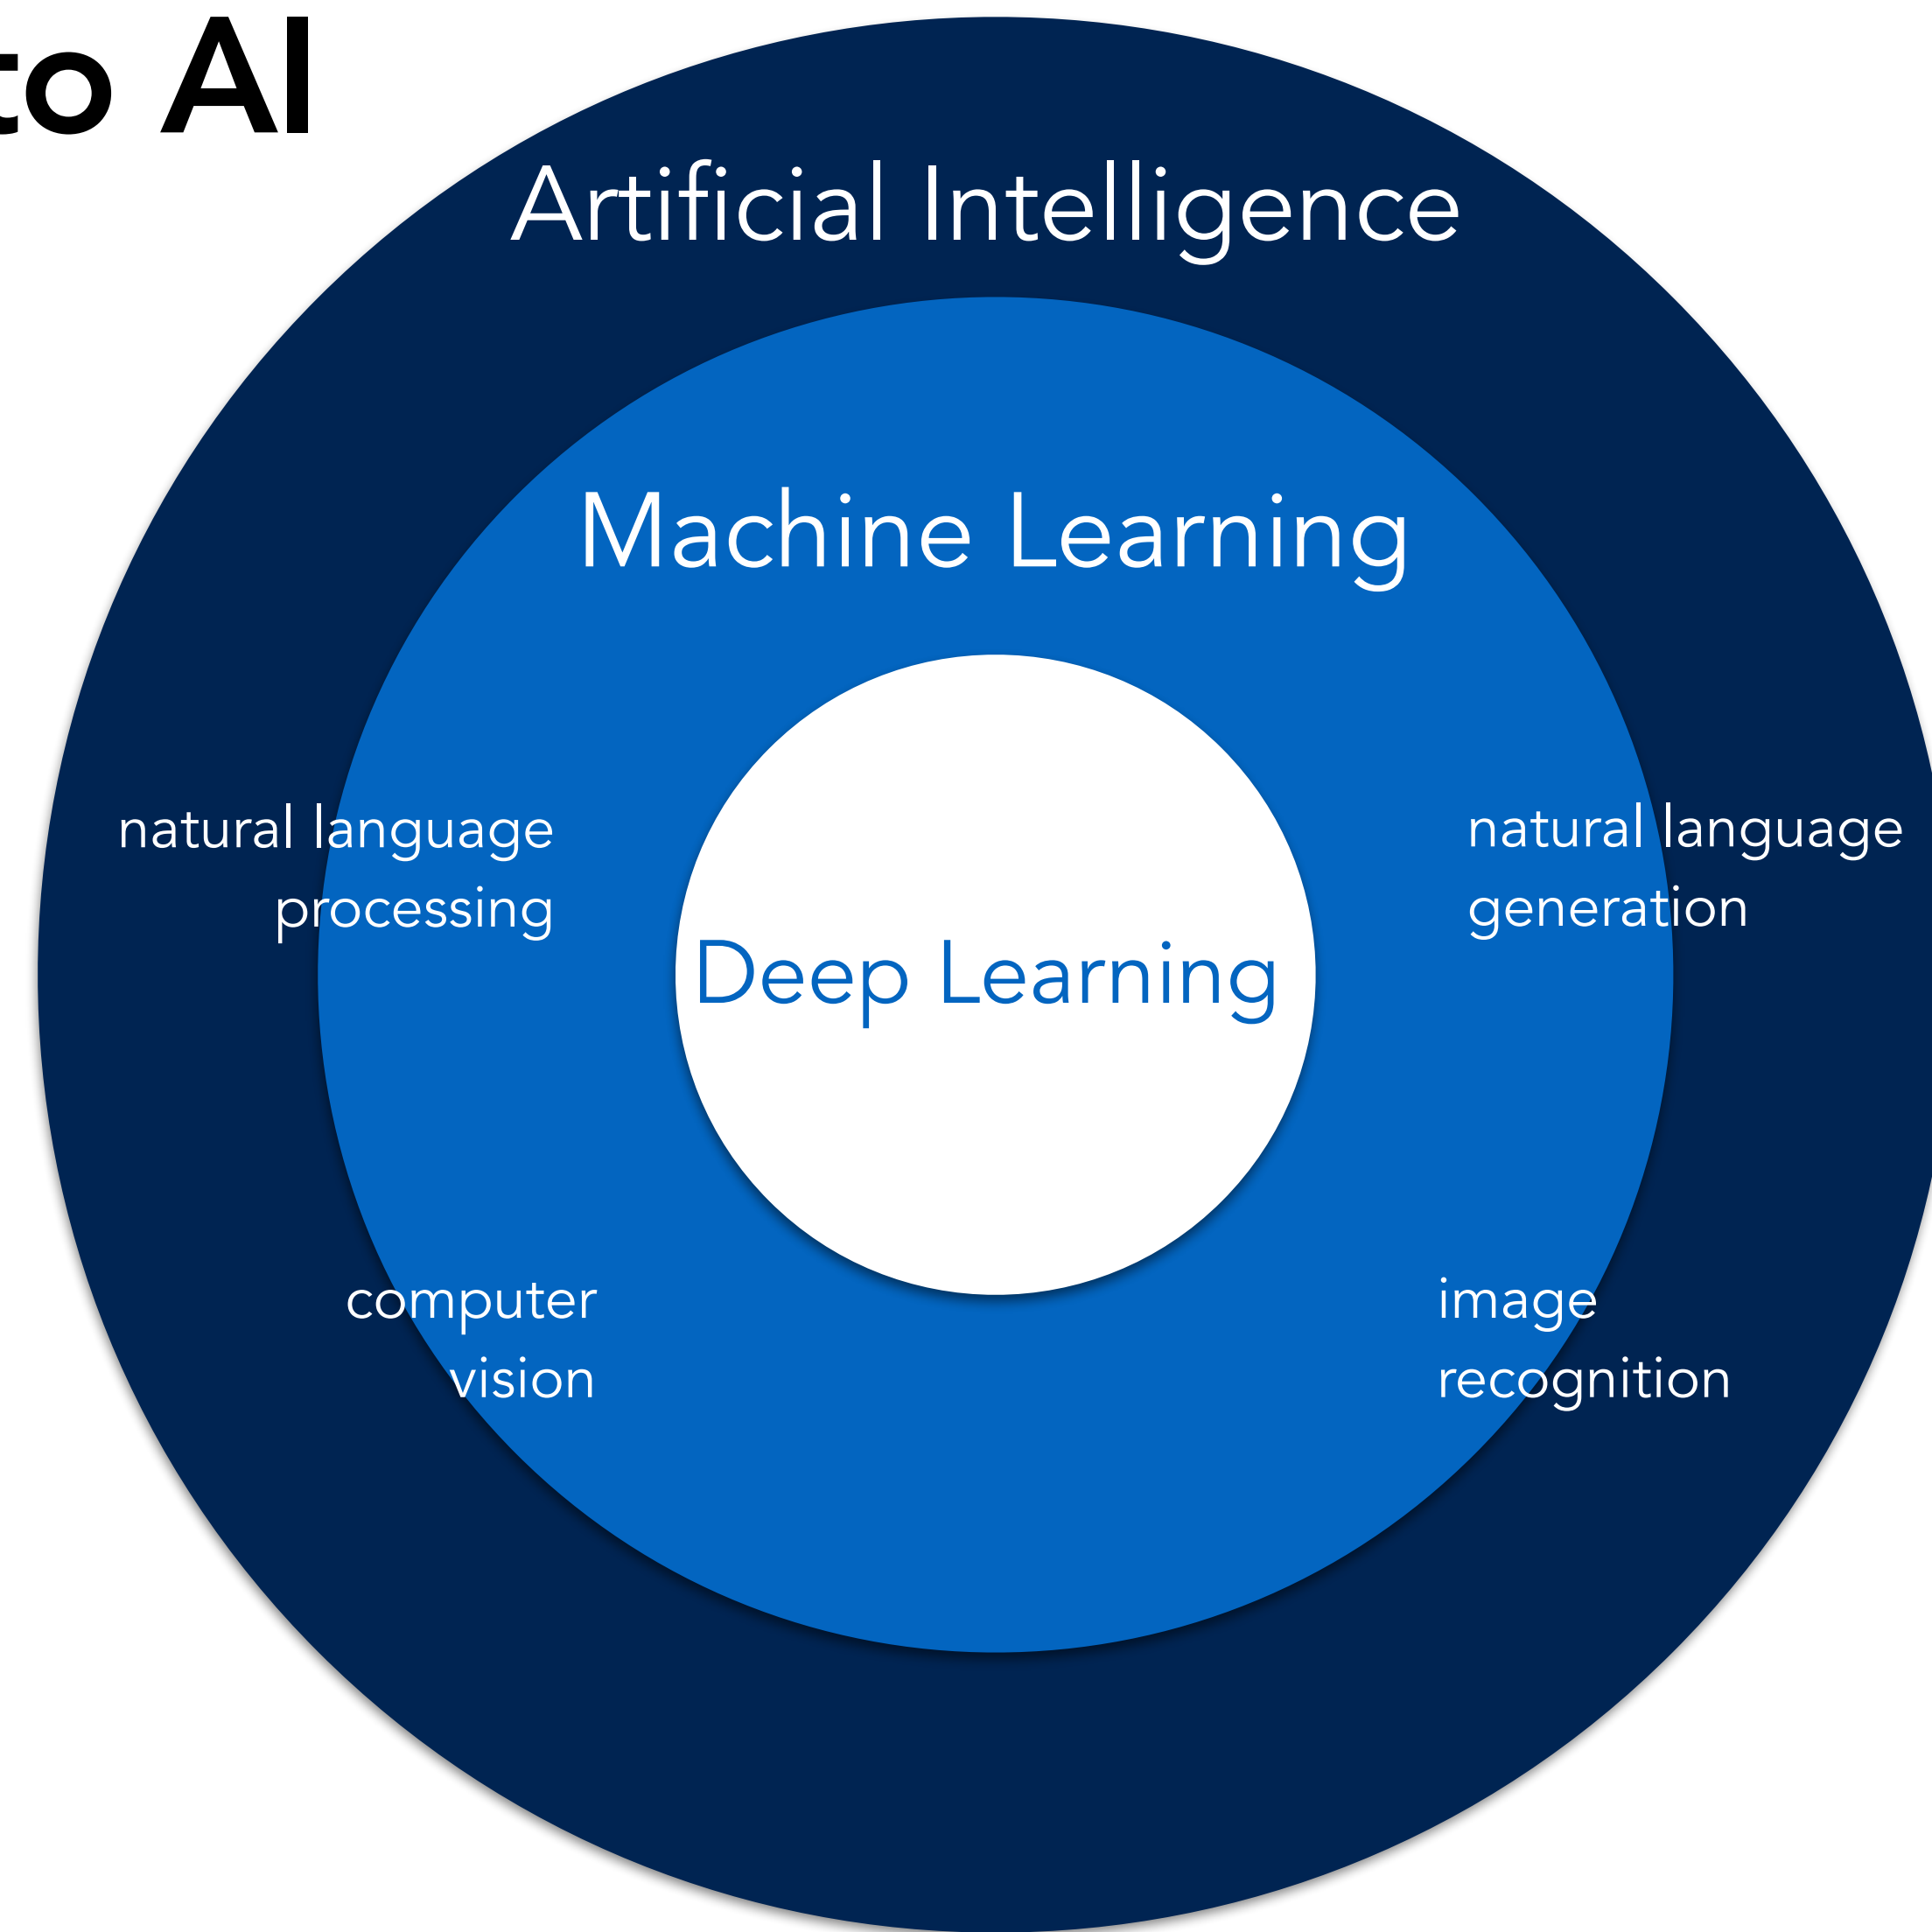 to AI
Artificial Intelligence
Machine Learning
natural language
processing
natural language
generation
Deep Learning
computer
vision
image
recognition